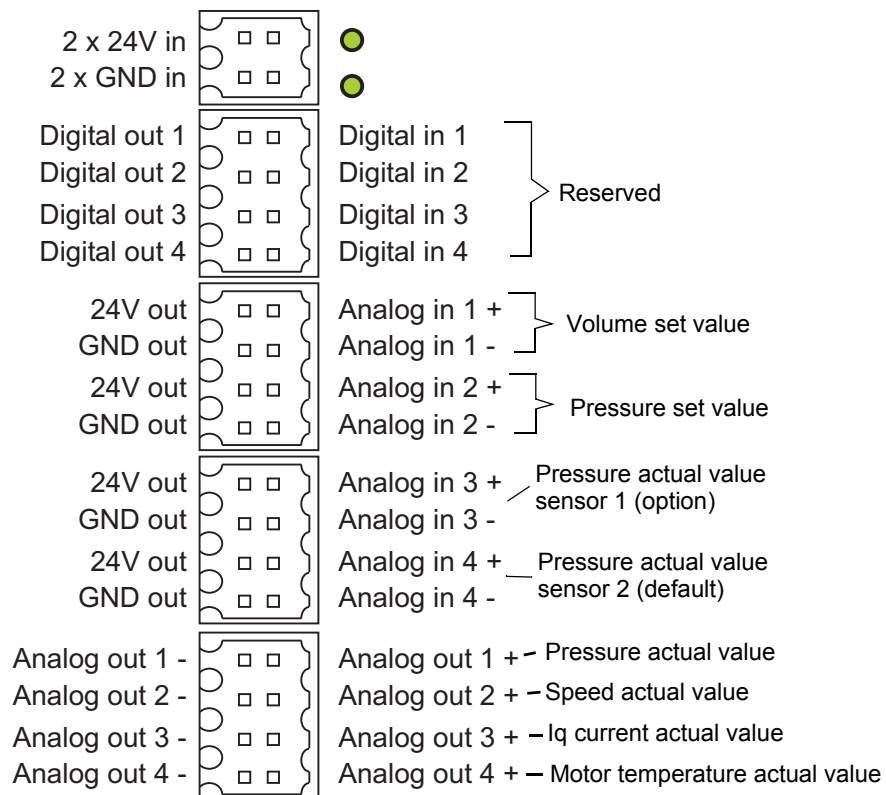 2 x 24V in
2 x GND in
Digital out 1 Digital in 1
Digital out 2 Digital in 2
Digital out 3 Digital in 3
Digital out 4 Digital in 4
Reserved
24V out Analog in 1 +
GND out Analog in 1 -
Volume set value
24V out Analog in 2 +
GND out Analog in 2 -
Pressure set value
24V out Analog in 3 +
GND out Analog in 3 -
Pressure actual value
sensor 1 (option)
24V out Analog in 4 +
GND out Analog in 4 -
Pressure actual value
sensor 2 (default)
Analog out 1 - Analog out 1 + Pressure actual value
Analog out 2 - Analog out 2 + Speed actual value
Analog out 3 - Analog out 3 + Iq current actual value
Analog out 4 - Analog out 4 + Motor temperature actual value